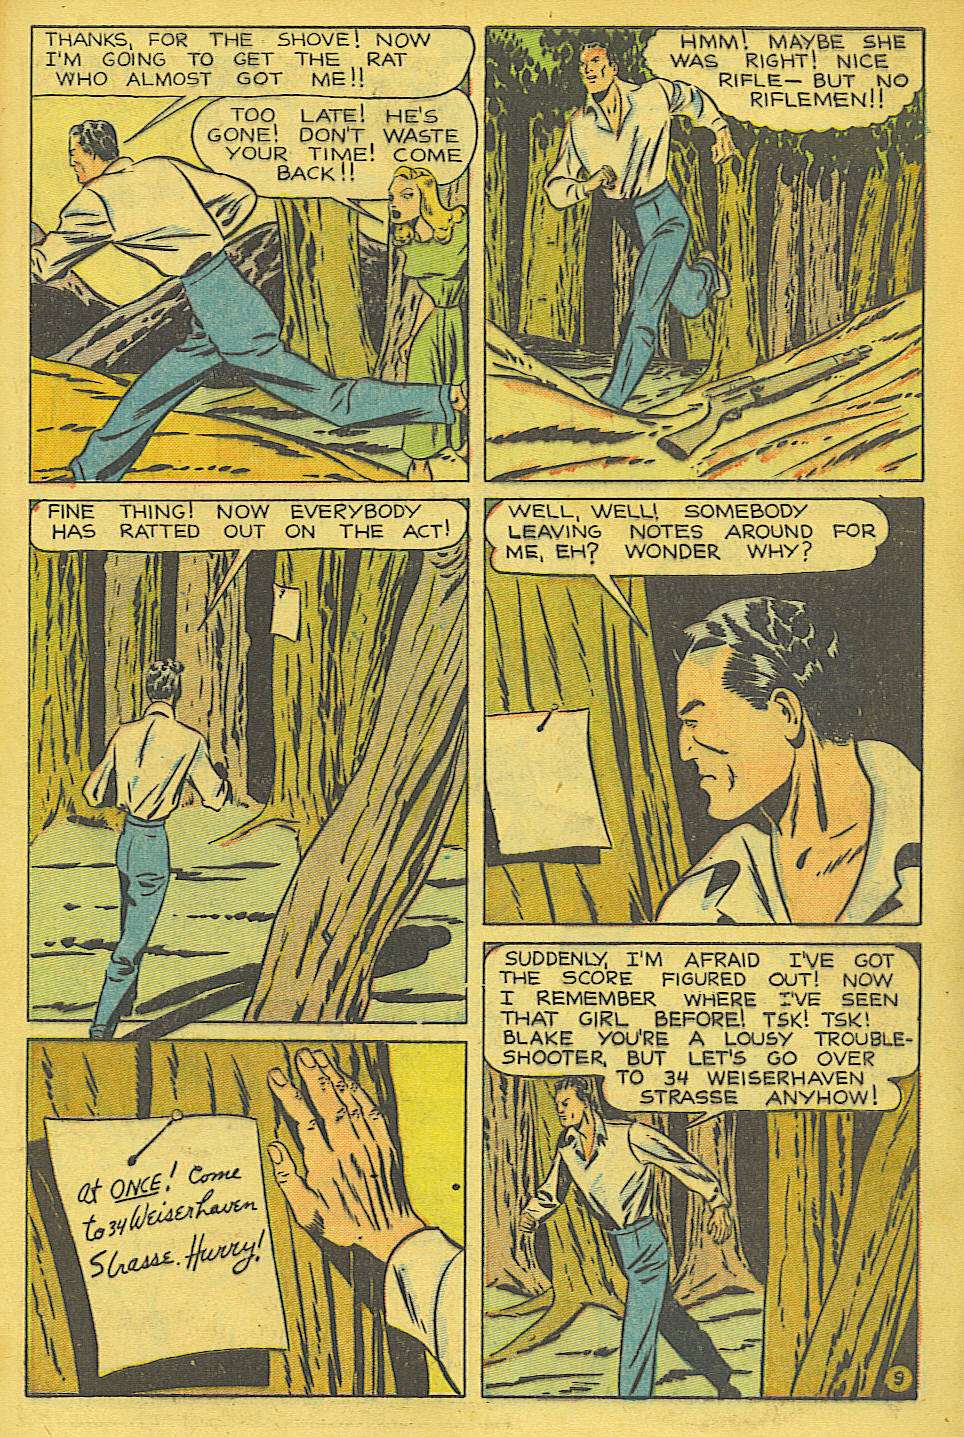 THANKS, FOR THE SHOVE! NOW
I'M GOING TO GET THE RAT
WHO ALMOST GOT ME!!
TOO LATE! HE'S
GONE! DON'T WASTE
YOUR TIME! COME
BACK!!
HMM! MAYBE SHE
WAS RIGHT! NICE
RIFLE— BUT NO
RIFLEMEN!!
FINE THING! NOW EVERYBODY
HAS RATTED OUT ON THE ACT!
WELL, WELL! SOMEBODY
LEAVING NOTES AROUND FOR
ME, EH? WONDER WHY?
At ONCE! Come
to 34 Weiserhaven
Strasse. Hurry!
SUDDENLY, I'M AFRAID I'VE GOT
THE SCORE FIGURED OUT! NOW
I REMEMBER WHERE I'VE SEEN
THAT GIRL BEFORE! TSK! TSK!
BLAKE YOU'RE A LOUSY TROUBLE-
SHOOTER, BUT LET'S GO OVER
TO 34 WEISERHAVEN
STRASSE ANYHOW!
9